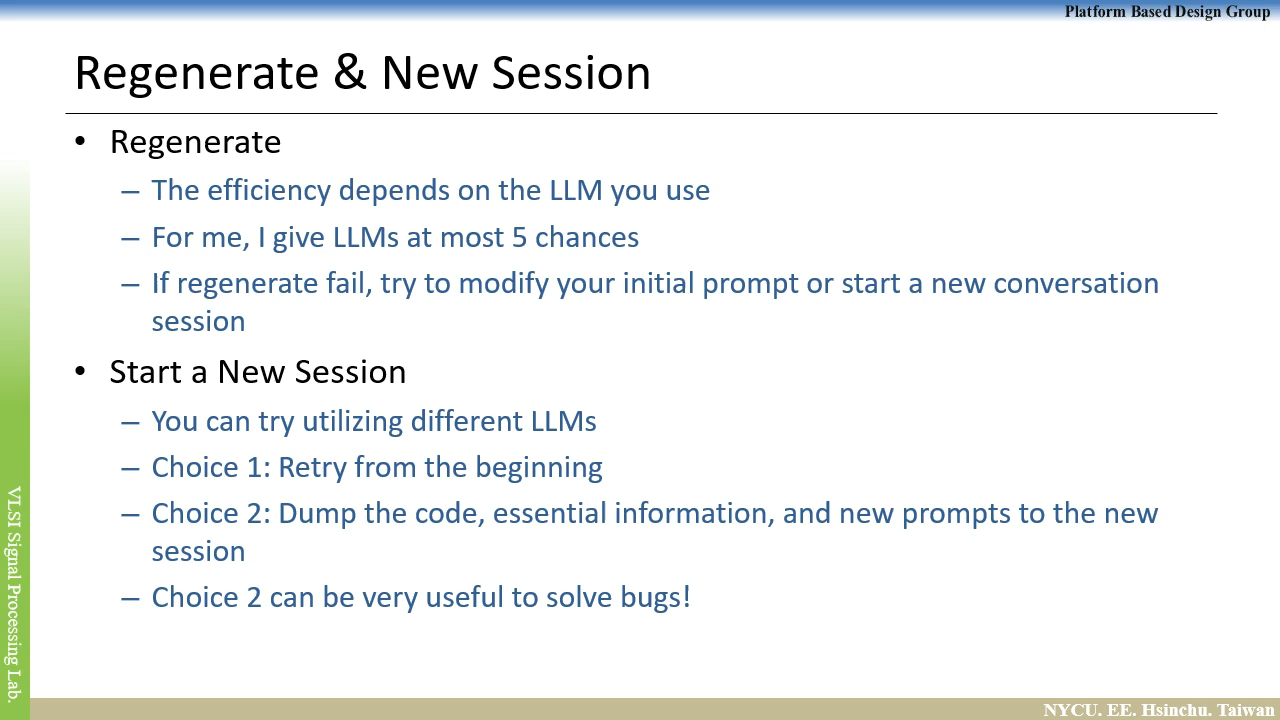 Platform Based Design Group
Regenerate & New Session
• Regenerate
– The efficiency depends on the LLM you use
– For me, I give LLMs at most 5 chances
– If regenerate fail, try to modify your initial prompt or start a new conversation
session
• Start a New Session
– You can try utilizing different LLMs
– Choice 1: Retry from the beginning
– Choice 2: Dump the code, essential information, and new prompts to the new
session
– Choice 2 can be very useful to solve bugs!
VLSI Signal Processing Lab.
NYCU. EE. Hsinchu. Taiwan